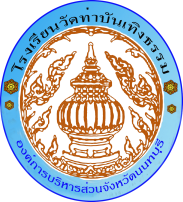 โรงเรียนวัดท่าบันเทิงธรรม
องค์การบริหารส่วนจังหวัดนนทบุรี